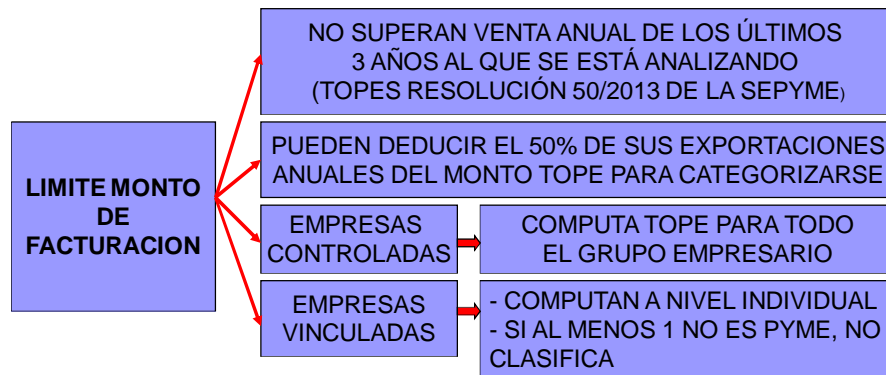 NO SUPERAN VENTA ANUAL DE LOS ÚLTIMOS
3 AÑOS AL QUE SE ESTÁ ANALIZANDO
(TOPES RESOLUCIÓN 50/2013 DE LA SEPYME)
PUEDEN DEDUCIR EL 50% DE SUS EXPORTACIONES
ANUALES DEL MONTO TOPE PARA CATEGORIZARSE
LIMITE MONTO
DE
FACTURACION
EMPRESAS
CONTROLADAS
COMPUTA TOPE PARA TODO
EL GRUPO EMPRESARIO
EMPRESAS
VINCULADAS
- COMPUTAN A NIVEL INDIVIDUAL
- SI AL MENOS 1 NO ES PYME, NO
CLASIFICA